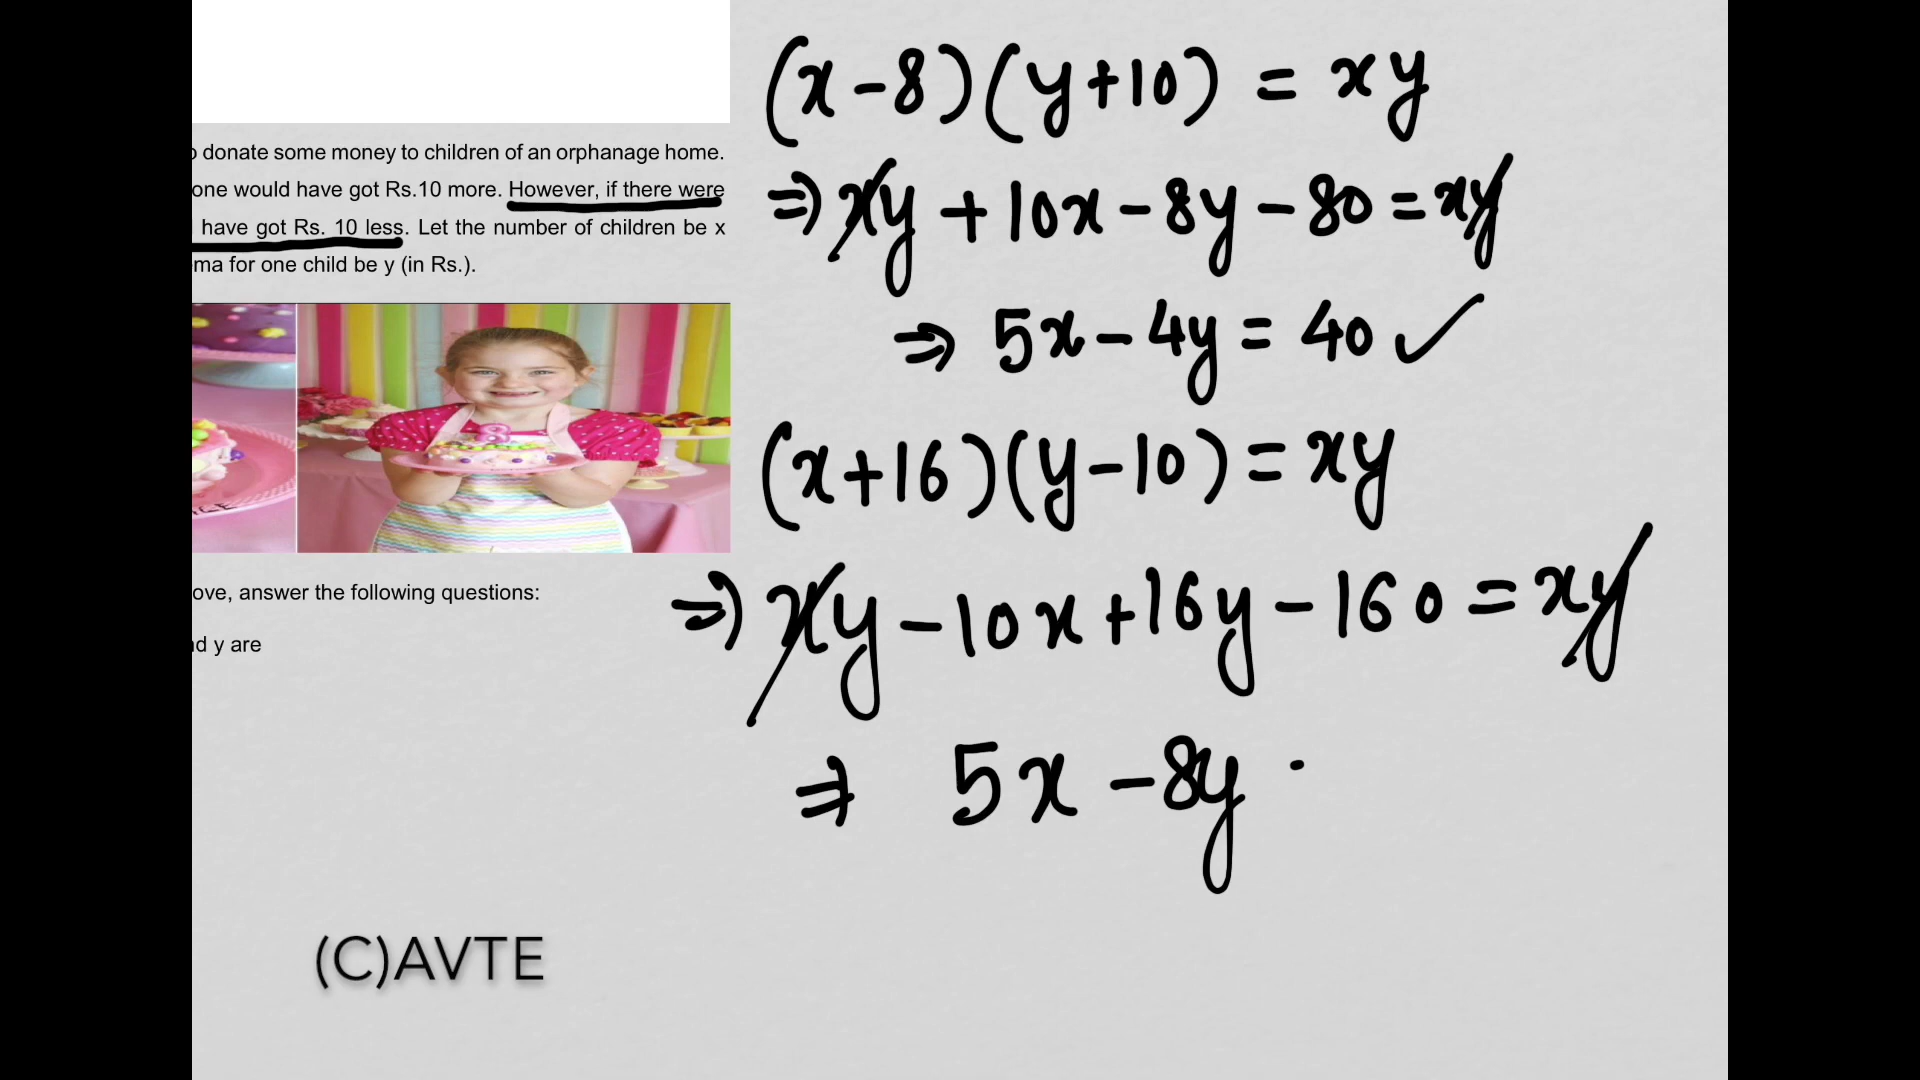 donate some money to children of an orphanage home.
one would have got Rs.10 more. However, if there were
have got Rs. 10 less. Let the number of children be x
ma for one child be y (in Rs.).
ove, answer the following questions:
d y are
(C)AVTE
(x-8)(y+10) = xy
⇒ xy + 10x - 8y - 80 = xy
⇒ 5x - 4y = 40 ✓
(x+16)(y-10) = xy
⇒ xy - 10x + 16y - 160 = xy
⇒ 5x - 8y